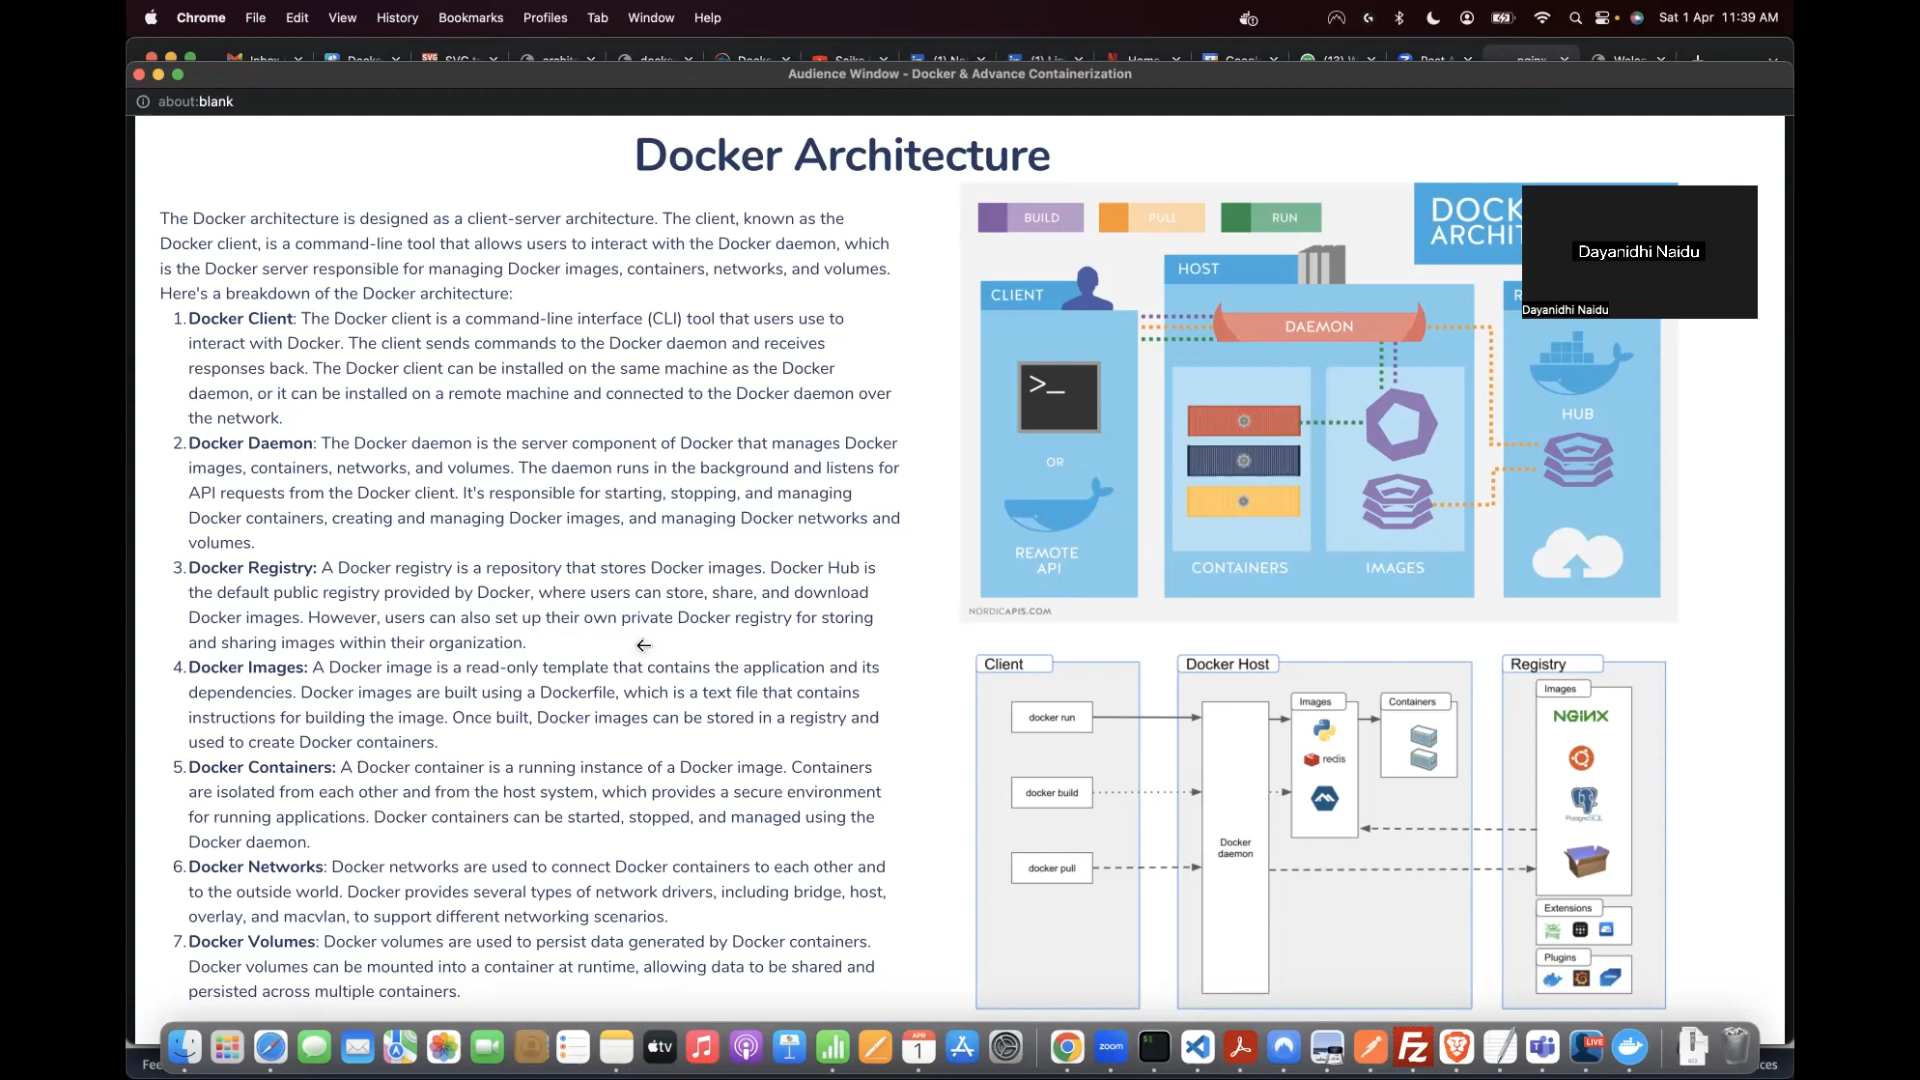 Chrome File Edit View History Bookmarks Profiles Tab Window Help Sat 1 Apr 11:39 AM
Audience Window - Docker & Advance Containerization
about:blank
Docker Architecture
The Docker architecture is designed as a client-server architecture. The client, known as the
Docker client, is a command-line tool that allows users to interact with the Docker daemon, which
is the Docker server responsible for managing Docker images, containers, networks, and volumes.
Here's a breakdown of the Docker architecture:
1. Docker Client: The Docker client is a command-line interface (CLI) tool that users use to
interact with Docker. The client sends commands to the Docker daemon and receives
responses back. The Docker client can be installed on the same machine as the Docker
daemon, or it can be installed on a remote machine and connected to the Docker daemon over
the network.
2. Docker Daemon: The Docker daemon is the server component of Docker that manages Docker
images, containers, networks, and volumes. The daemon runs in the background and listens for
API requests from the Docker client. It's responsible for starting, stopping, and managing
Docker containers, creating and managing Docker images, and managing Docker networks and
volumes.
3. Docker Registry: A Docker registry is a repository that stores Docker images. Docker Hub is
the default public registry provided by Docker, where users can store, share, and download
Docker images. However, users can also set up their own private Docker registry for storing
and sharing images within their organization.
4. Docker Images: A Docker image is a read-only template that contains the application and its
dependencies. Docker images are built using a Dockerfile, which is a text file that contains
instructions for building the image. Once built, Docker images can be stored in a registry and
used to create Docker containers.
5. Docker Containers: A Docker container is a running instance of a Docker image. Containers
are isolated from each other and from the host system, which provides a secure environment
for running applications. Docker containers can be started, stopped, and managed using the
Docker daemon.
6. Docker Networks: Docker networks are used to connect Docker containers to each other and
to the outside world. Docker provides several types of network drivers, including bridge, host,
overlay, and macvlan, to support different networking scenarios.
7. Docker Volumes: Docker volumes are used to persist data generated by Docker containers.
Docker volumes can be mounted into a container at runtime, allowing data to be shared and
persisted across multiple containers.
BUILD PULL RUN
DOCK
ARCHIT
Dayanidhi Naidu
Dayanidhi Naidu
CLIENT
HOST
R
DAEMON
>_
OR
REMOTE
API
CONTAINERS
IMAGES
HUB
NORDICAPIS.COM
Client
docker run
docker build
docker pull
Docker Host
Docker
daemon
Images
redis
Containers
Registry
Images
NGINX
PostgreSQL
Extensions
Plugins
tv
APR
1
zoom
LIVE